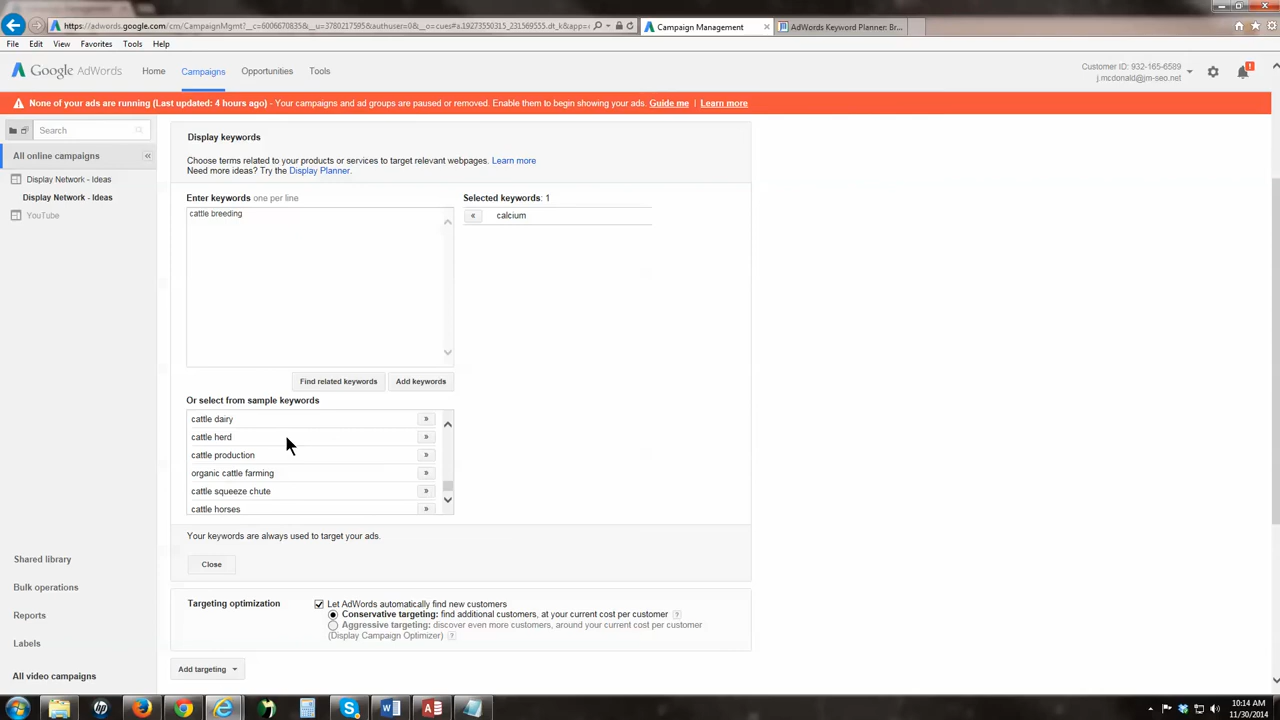 https://adwords.google.com/cm/CampaignMgmt?__c=6006670835&__u=3780217595&authuser=0&__o=cues#a.19273550315_231569555.dt_k&app=
Campaign Management
AdWords Keyword Planner: Br...
File Edit View Favorites Tools Help
Google AdWords Home Campaigns Opportunities Tools
Customer ID: 932-165-6589
j.mcdonald@jm-seo.net
None of your ads are running (Last updated: 4 hours ago) - Your campaigns and ad groups are paused or removed. Enable them to begin showing your ads. Guide me Learn more
Search
All online campaigns
Display Network - Ideas
Display Network - Ideas
YouTube
Shared library
Bulk operations
Reports
Labels
All video campaigns
Display keywords
Choose terms related to your products or services to target relevant webpages. Learn more
Need more ideas? Try the Display Planner.
Enter keywords one per line
Selected keywords: 1
cattle breeding
« calcium
Find related keywords Add keywords
Or select from sample keywords
cattle dairy »
cattle herd »
cattle production »
organic cattle farming »
cattle squeeze chute »
cattle horses »
Your keywords are always used to target your ads.
Close
Targeting optimization
Let AdWords automatically find new customers
Conservative targeting: find additional customers, at your current cost per customer ?
Aggressive targeting: discover even more customers, around your current cost per customer
(Display Campaign Optimizer) ?
Add targeting
10:14 AM
11/30/2014